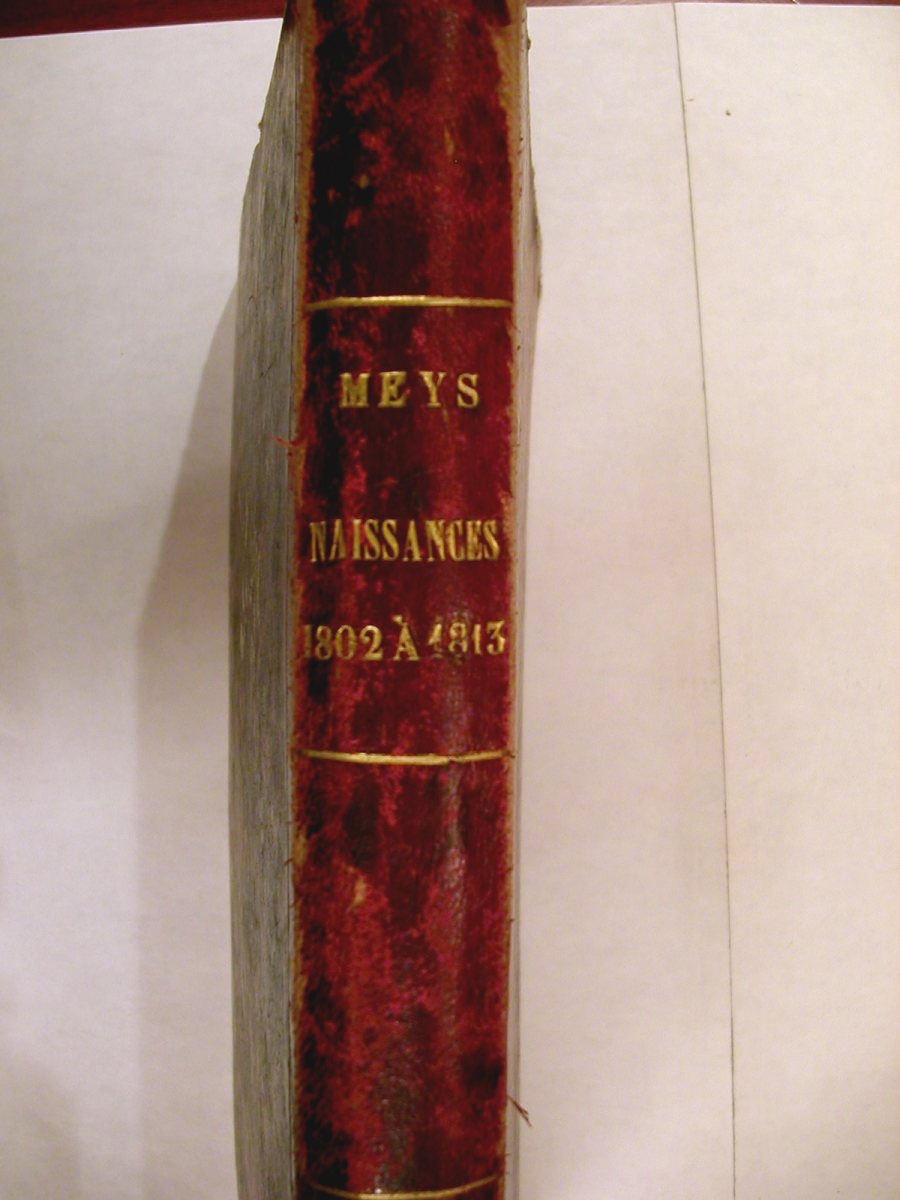 MEYS
NAISSANCES
1802 À 1813